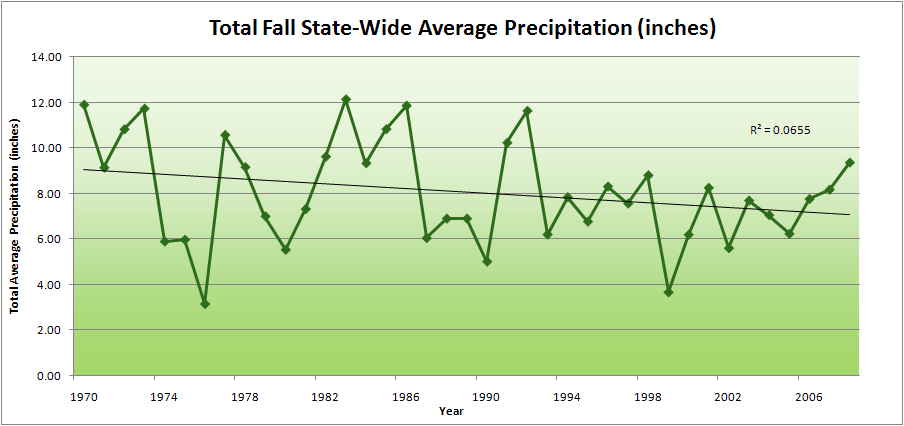 Total Fall State-Wide Average Precipitation (inches)
14.00
12.00
10.00
8.00
6.00
4.00
2.00
0.00
Total Average Precipitation (inches)
R² = 0.0655
1970 1974 1978 1982 1986 1990 1994 1998 2002 2006
Year